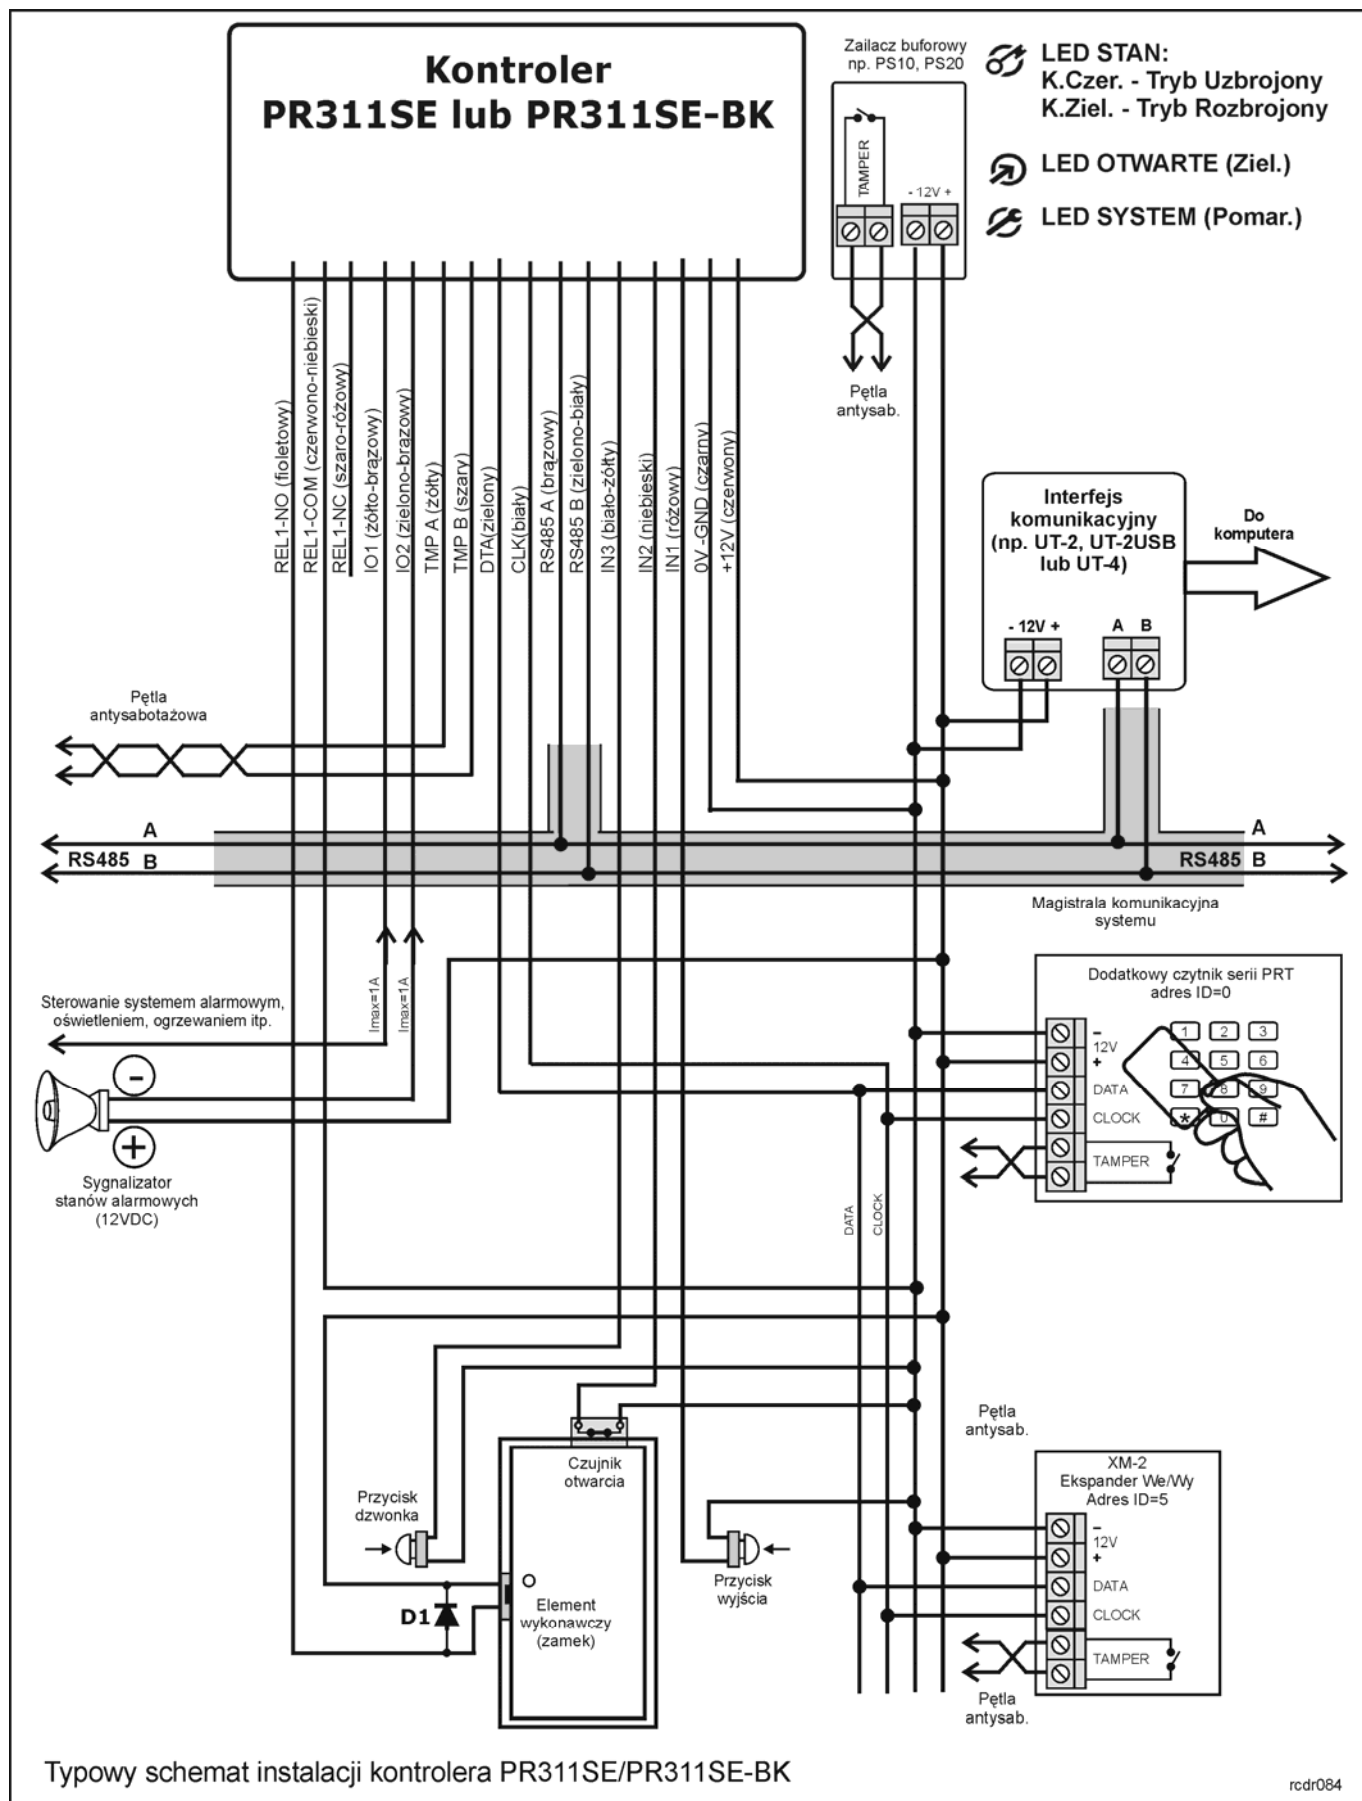 Kontroler
PR311SE lub PR311SE-BK
Zailacz buforowy
np. PS10, PS20
TAMPER
- 12V +
Pętla
antysab.
LED STAN:
K.Czer. - Tryb Uzbrojony
K.Ziel. - Tryb Rozbrojony
LED OTWARTE (Ziel.)
LED SYSTEM (Pomar.)
REL1-NO (fioletowy)
REL1-COM (czerwono-niebieski)
REL1-NC (szaro-różowy)
IO1 (żółto-brązowy)
IO2 (zielono-brązowy)
TMP A (żółty)
TMP B (szary)
DTA(zielony)
CLK(biały)
RS485 A (brązowy)
RS485 B (zielono-biały)
IN3 (biało-żółty)
IN2 (niebieski)
IN1 (różowy)
0V -GND (czarny)
+12V (czerwony)
Interfejs
komunikacyjny
(np. UT-2, UT-2USB
lub UT-4)
- 12V +
A B
Do
komputera
Pętla
antysabotażowa
A
RS485 B
A
RS485 B
Magistrala komunikacyjna
systemu
Imax=1A
Imax=1A
Sterowanie systemem alarmowym,
oświetleniem, ogrzewaniem itp.
-
+
Sygnalizator
stanów alarmowych
(12VDC)
Dodatkowy czytnik serii PRT
adres ID=0
-
12V
+
DATA
CLOCK
TAMPER
1 2 3
4 5 6
7 8 9
* 0 #
DATA
CLOCK
Pętla
antysab.
XM-2
Ekspander We/Wy
Adres ID=5
-
12V
+
DATA
CLOCK
TAMPER
Pętla
antysab.
Czujnik
otwarcia
Przycisk
dzwonka
Przycisk
wyjścia
D1
Element
wykonawczy
(zamek)
Typowy schemat instalacji kontrolera PR311SE/PR311SE-BK
rcdr084